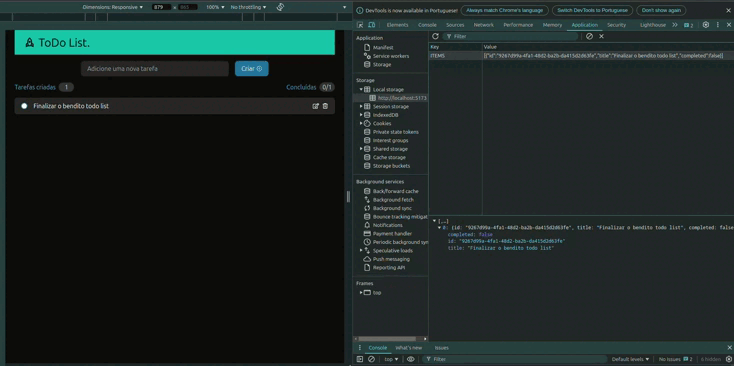 Dimensions: Responsive ▾ 879 × 885 100% ▾ No throttling ▾
DevTools is now available in Portuguese! Always match Chrome's language Switch DevTools to Portuguese Don't show again
Elements Console Sources Network Performance Memory Application Security Lighthouse 2
ToDo List.
Adicione uma nova tarefa
Criar
Tarefas criadas 1
Concluídas 0/1
Finalizar o bendito todo list
Application
Manifest
Service workers
Storage
Storage
Local storage
http://localhost:5173
Session storage
IndexedDB
Cookies
Private state tokens
Interest groups
Shared storage
Cache storage
Storage buckets
Background services
Back/forward cache
Background fetch
Background sync
Bounce tracking mitigat
Notifications
Payment handler
Periodic background syn
Speculative loads
Push messaging
Reporting API
Frames
top
Filter
Key Value
ITEMS [{"id":"9267d99a-4fa1-48d2-ba2b-da415d2d63fe","title":"Finalizar o bendito todo list","completed":false}]
[,…]
0: {id: "9267d99a-4fa1-48d2-ba2b-da415d2d63fe", title: "Finalizar o bendito todo list", completed: false
completed: false
id: "9267d99a-4fa1-48d2-ba2b-da415d2d63fe"
title: "Finalizar o bendito todo list"
Console What's new Issues
top ▾ Filter Default levels ▾ No Issues 2 6 hidden